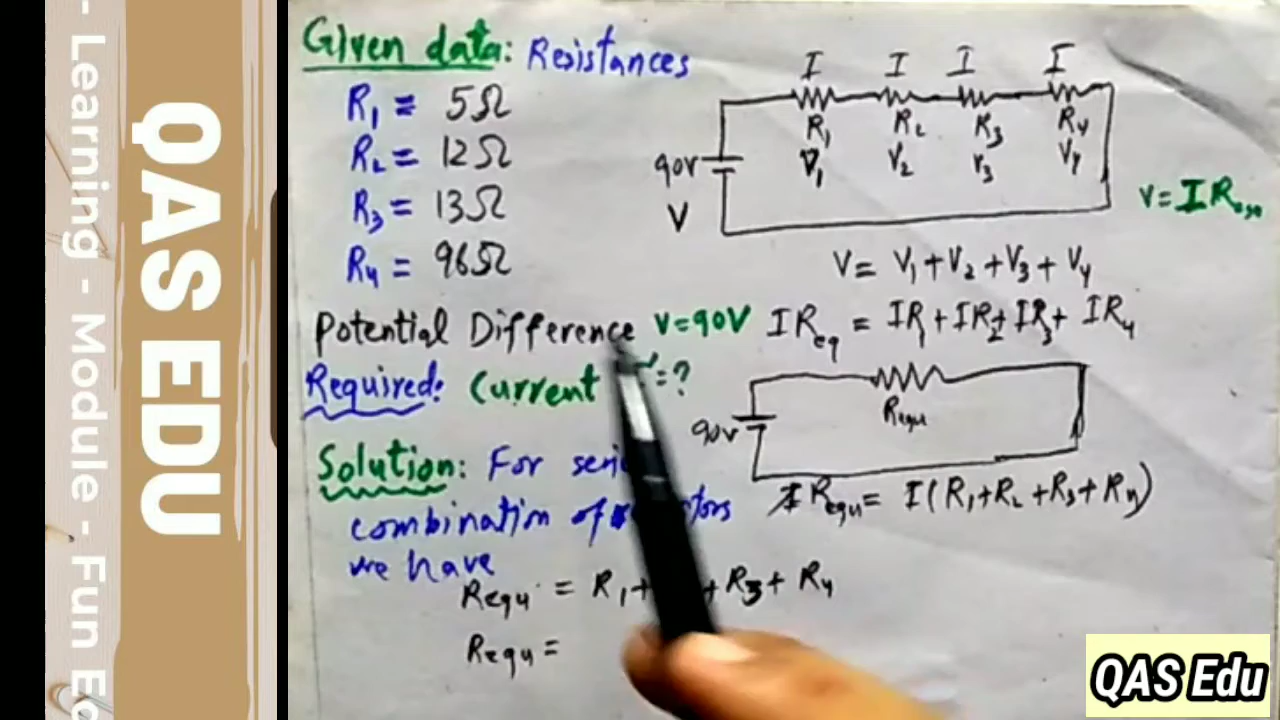 - Learning - Module - Fun Ed
QAS EDU
Given data: Resistances
R1 = 5Ω
R2 = 12Ω
R3 = 13Ω
R4 = 96Ω
Potential Difference V=90V
Required: Current =?
Solution: For
combination of
we have
Requ = R1+ +R3+ R4
Requ =
I I I I
R1 R2 R3 R4
V1 V2 V3 V4
90V
V
V= V1+V2+V3+V4
IReq = IR1+IR2+IR3+ IR4
90V
Requ
IRequ= I(R1+R2+R3+R4)
QAS Edu